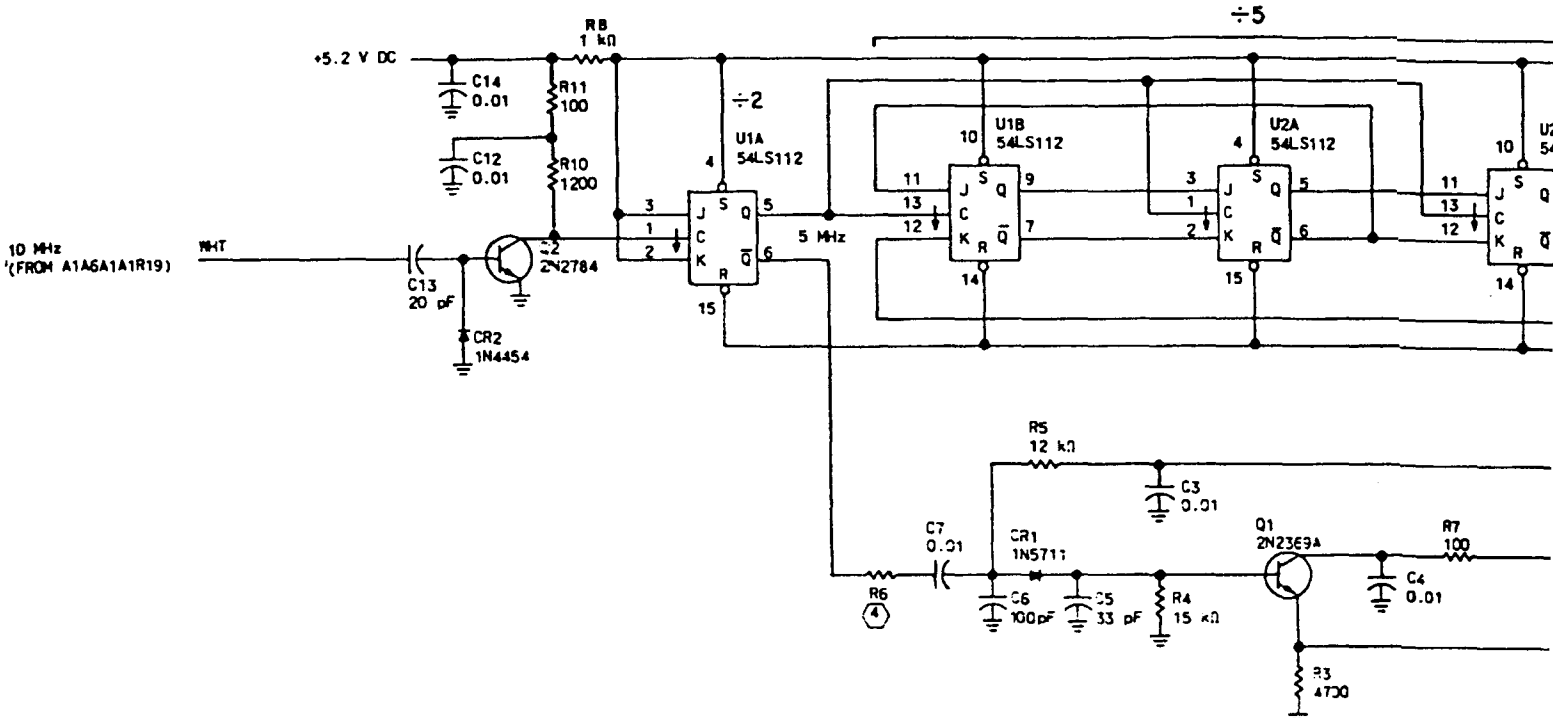 ÷5
R8
1 kΩ
+5.2 V DC
C14
0.01
R11
100
÷2
U1A
54LS112
U1B
54LS112
U2A
54LS112
10
4
10
C12
0.01
R10
1200
4
S
S
S
S
3
J
Q
5
11
J
Q
9
3
J
Q
5
11
J
Q
1
C
13
C
1
C
13
C
2
K
Q̅
6
5 MHz
12
K
Q̅
7
2
K
Q̅
6
12
K
Q̅
R
R
R
R
15
14
15
14
10 MHz
(FROM A1A6A1A1R19)
WHT
2N2784
C13
20 pF
CR2
1N4454
R5
12 kΩ
C3
0.01
C7
0.01
CR1
1N5711
Q1
2N2369A
R7
100
R6
4
C6
100pF
C5
33 pF
R4
15 kΩ
C4
0.01
R3
4700